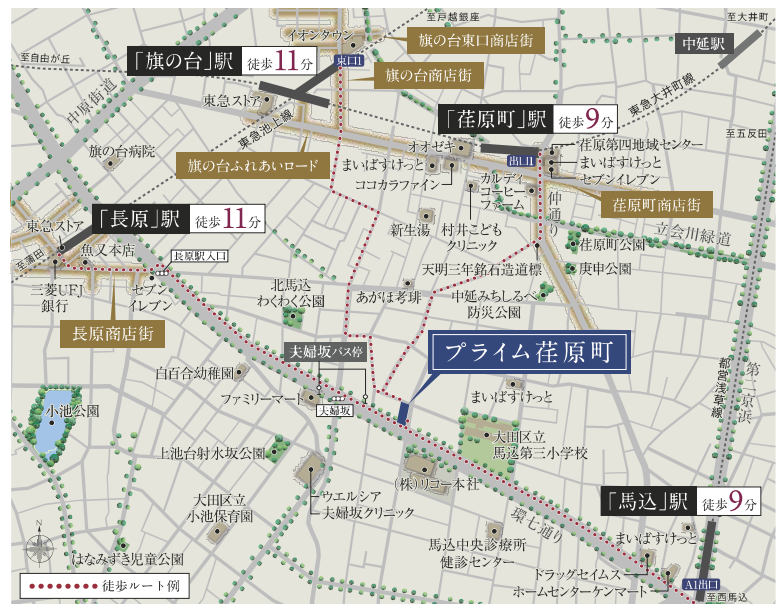 至戸越銀座
至大井町
イオンタウン
旗の台東口商店街
中延駅
至自由が丘
「旗の台」駅 徒歩11分
東口1
旗の台商店街
中原街道
東急ストア
東急池上線
「荏原町」駅 徒歩9分
東急大井町線
至五反田
旗の台病院
旗の台ふれあいロード
オオゼキ
まいばすけっと
ココカラファイン
出口1
荏原第四地域センター
まいばすけっと
セブンイレブン
カルディ
コーヒー
ファーム
仲通り
荏原町商店街
東急ストア
「長原」駅 徒歩11分
新生湯
村井こども
クリニック
立会川緑道
魚又本店
長原駅入口
至蒲田
荏原町公園
天明三年銘石造道標
庚申公園
三菱UFJ
銀行
セブン
イレブン
北馬込
わくわく公園
あがほ考琲
中延みちしるべ
防災公園
長原商店街
夫婦坂バス停
プライム荏原町
都営浅草線
第二京浜
白百合幼稚園
ファミリーマート
夫婦坂
まいばすけっと
小池公園
上池台射水坂公園
大田区立
馬込第三小学校
(株)リコー本社
大田区立
小池保育園
ウエルシア
夫婦坂クリニック
環七通り
「馬込」駅 徒歩9分
N
はなみずき児童公園
馬込中央診療所
健診センター
まいばすけっと
ドラッグセイムス
ホームセンターケンマート
A1出口
至西馬込
徒歩ルート例